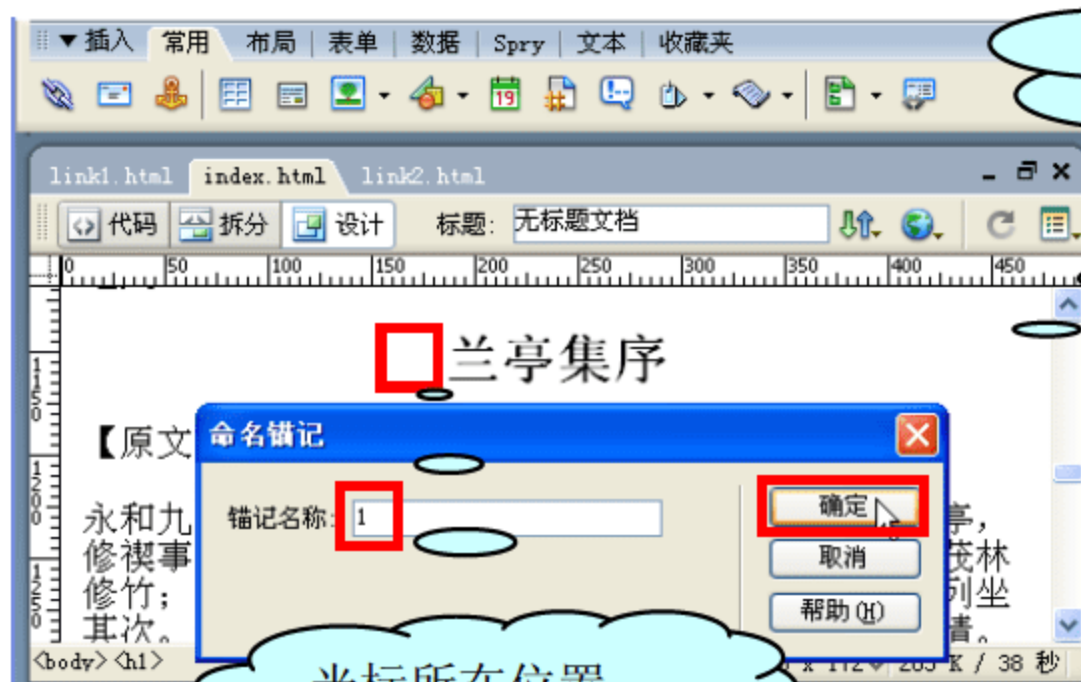 ▼插入 常用 布局 表单 数据 Spry 文本 收藏夹
19
link1.html index.html link2.html
代码 拆分 设计 标题: 无标题文档
0 50 100 150 200 250 300 350 400 450
兰亭集序
【原文
命名锚记
永和九 亭,
锚记名称: 1 确定
修禊事 茂林
取消
修竹; 列坐
其次。
帮助(H)
<body><h1> K / 38 秒
光标所在位置